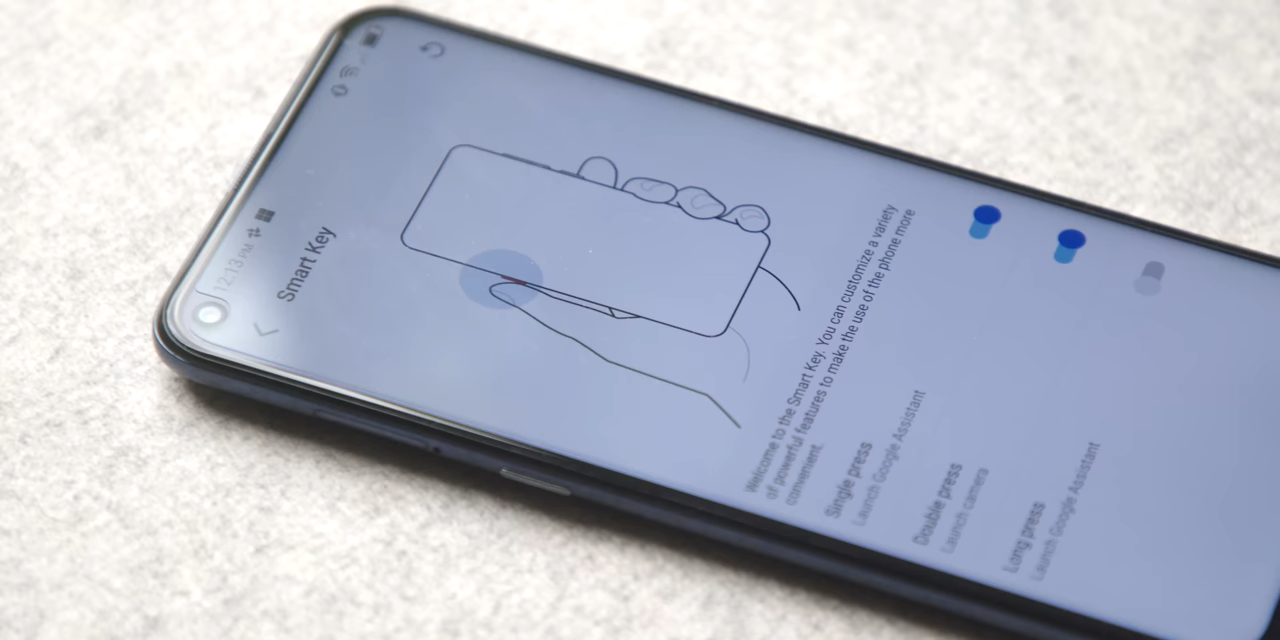 12:13 PM
Smart Key
Welcome to the Smart Key. You can customize a variety
of powerful features to make the use of the phone more
convenient.
Single press
Launch Google Assistant
Double press
Launch camera
Long press
Launch Google Assistant